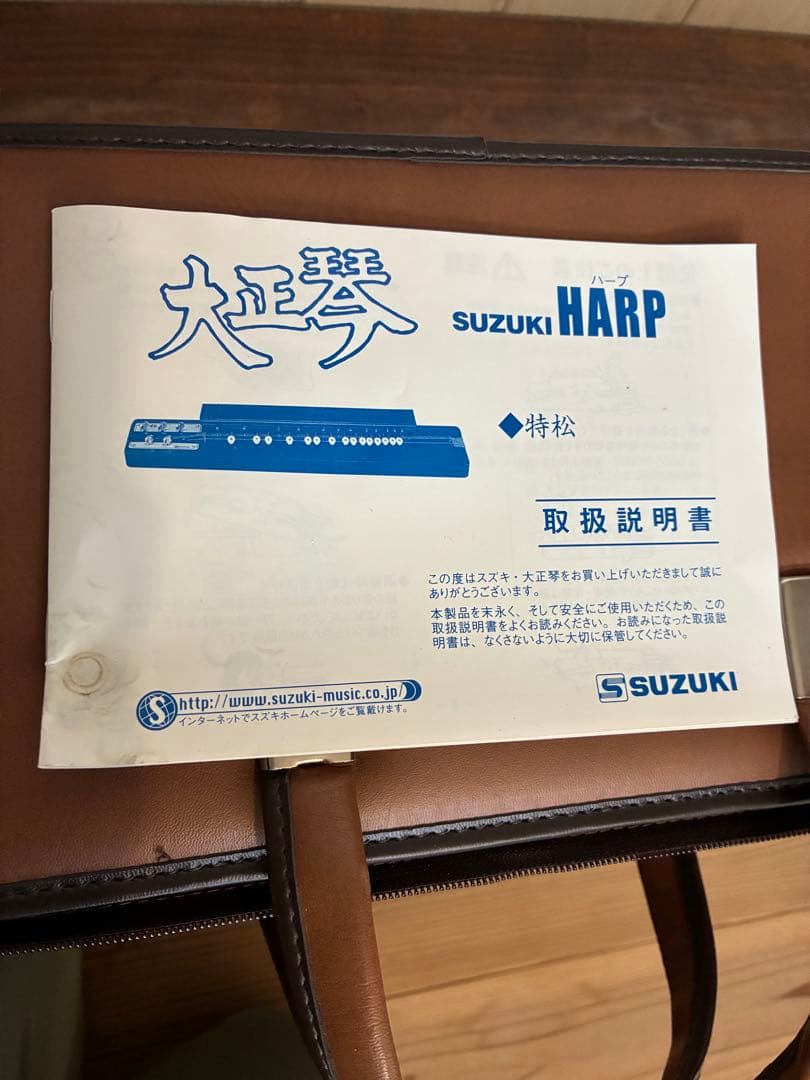 大正琴
ハープ
SUZUKI HARP
◆特松
取扱説明書
この度はスズキ・大正琴をお買い上げいただきまして誠に
ありがとうございます。
本製品を末永く、そして安全にご使用いただくため、この
取扱説明書をよくお読みください。お読みになった取扱説
明書は、なくさないように大切に保管してください。
S http://www.suzuki-music.co.jp/
インターネットでスズキホームページをご覧戴けます。
S SUZUKI